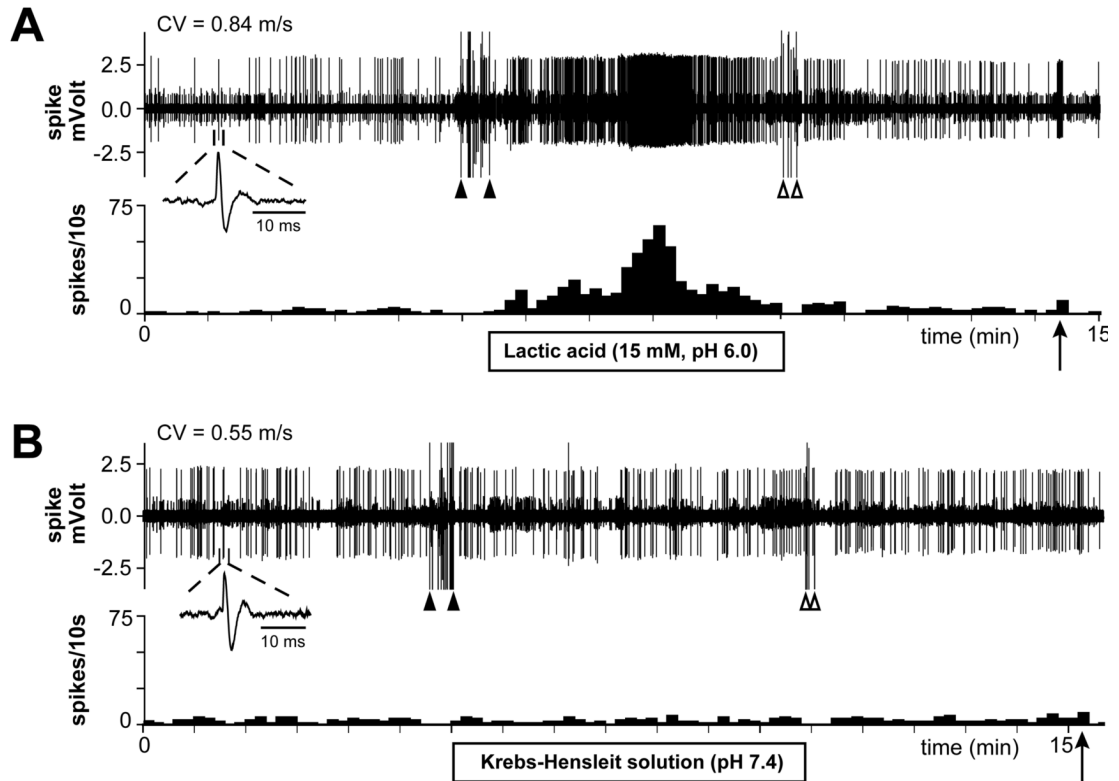 A
CV = 0.84 m/s
spike
mVolt
2.5
0.0
-2.5
10 ms
spikes/10s
75
0
0
time (min)
15
Lactic acid (15 mM, pH 6.0)
B
CV = 0.55 m/s
spike
mVolt
2.5
0.0
-2.5
10 ms
spikes/10s
75
0
0
time (min)
15
Krebs-Hensleit solution (pH 7.4)